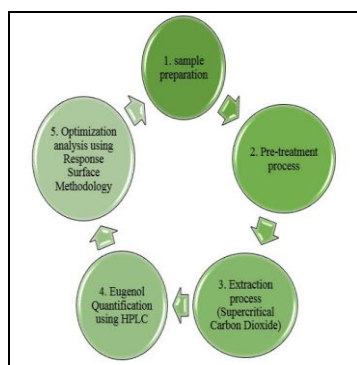 1. sample
preparation
2. Pre-treatment
process
3. Extraction
process
(Supercritical
Carbon Dioxide)
4. Eugenol
Quantification
using HPLC
5. Optimization
analysis using
Response
Surface
Methodology